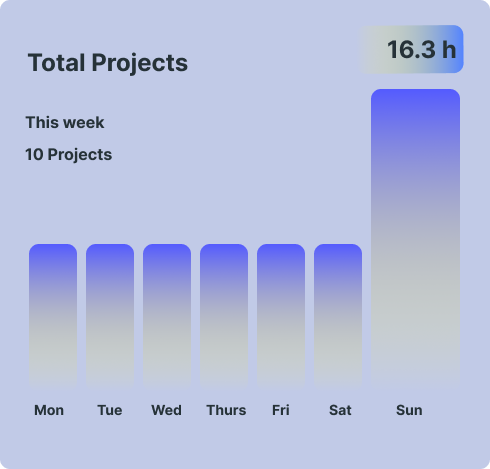 Total Projects
16.3 h
This week
10 Projects
Mon Tue Wed Thurs Fri Sat Sun